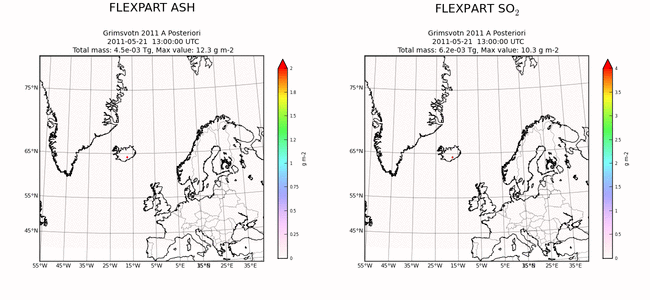 FLEXPART ASH
Grimsvotn 2011 A Posteriori
2011-05-21 13:00:00 UTC
Total mass: 4.5e-03 Tg, Max value: 12.3 g m-2
75°N
65°N
55°N
45°N
55°W 45°W 35°W 25°W 15°W 5°W 5°E 15°E 25°E 35°E
2
1.8
1.5
1.2
1
0.75
0.5
0.25
0
g m-2
FLEXPART SO₂
Grimsvotn 2011 A Posteriori
2011-05-21 13:00:00 UTC
Total mass: 6.2e-03 Tg, Max value: 10.3 g m-2
75°N
65°N
55°N
45°N
55°W 45°W 35°W 25°W 15°W 5°W 5°E 15°E 25°E 35°E
4
3.5
3
2.5
2
1.5
1
0.5
0
g m-2